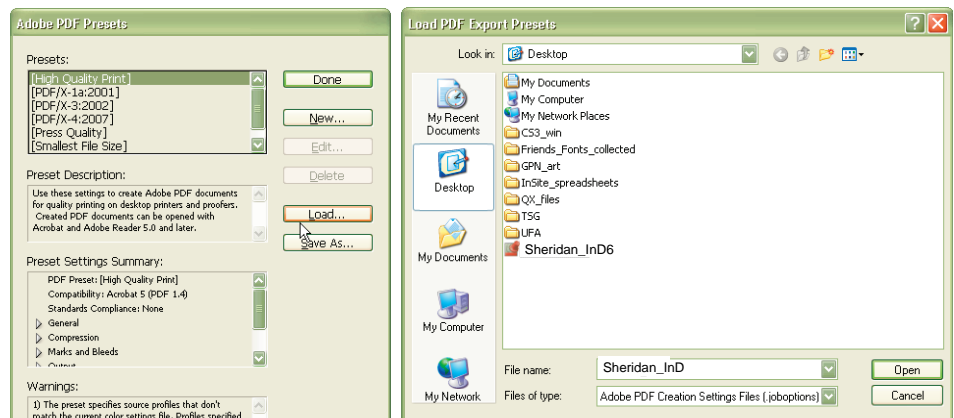 Adobe PDF Presets
Presets:
[High Quality Print]
[PDF/X-1a:2001]
[PDF/X-3:2002]
[PDF/X-4:2007]
[Press Quality]
[Smallest File Size]
Done
New...
Edit...
Delete
Load...
Save As...
Preset Description:
Use these settings to create Adobe PDF documents
for quality printing on desktop printers and proofers.
Created PDF documents can be opened with
Acrobat and Adobe Reader 5.0 and later.
Preset Settings Summary:
PDF Preset: [High Quality Print]
Compatibility: Acrobat 5 (PDF 1.4)
Standards Compliance: None
General
Compression
Marks and Bleeds
Output
Warnings:
1) The preset specifies source profiles that don't
match the current color settings file. Profiles specified
Load PDF Export Presets
Look in:
Desktop
My Recent
Documents
Desktop
My Documents
My Computer
My Network
My Documents
My Computer
My Network Places
CS3_win
Friends_Fonts_collected
GPN_art
InSite_spreadsheets
QX_files
TSG
UFA
Sheridan_InD6
File name:
Sheridan_InD
Open
Files of type:
Adobe PDF Creation Settings Files (.joboptions)
Cancel